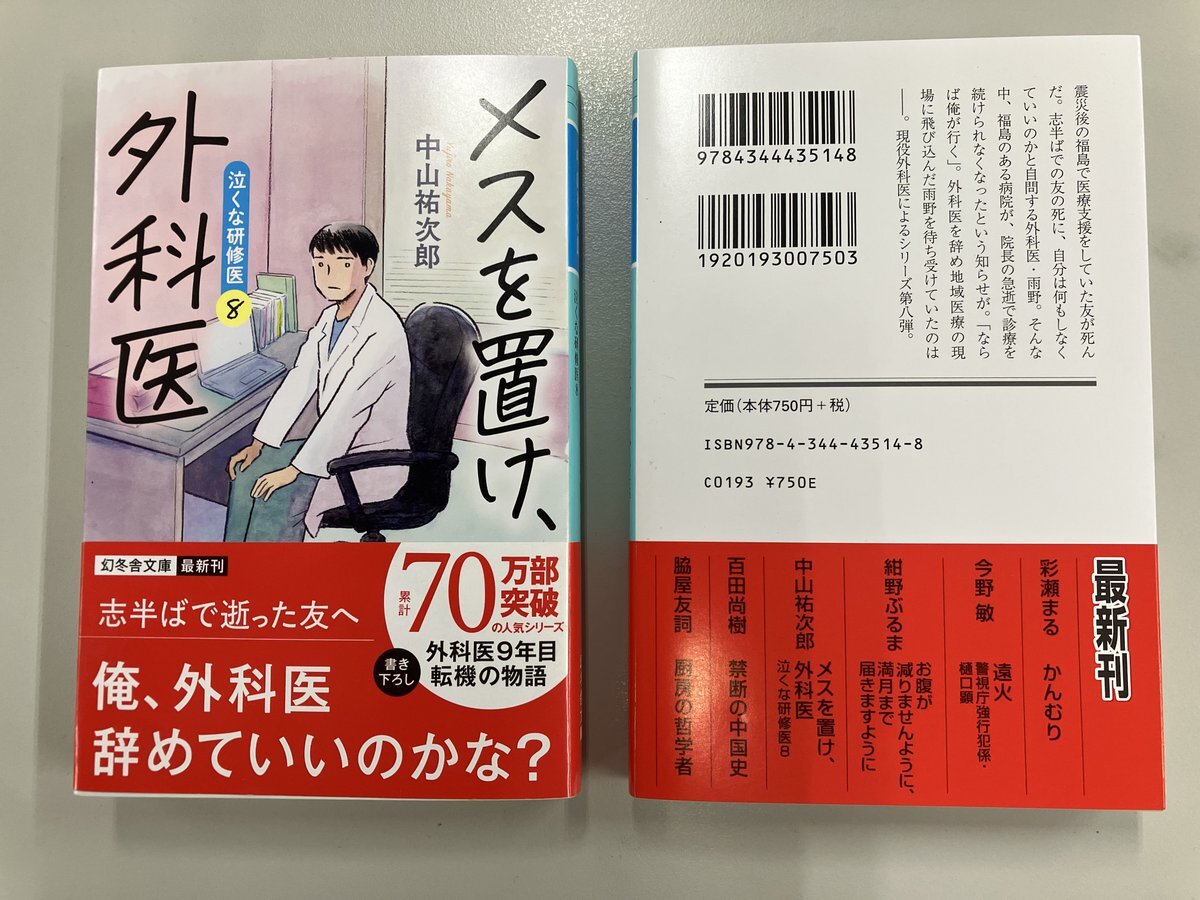 メスを置け、
外科医
泣くな研修医
8
中山祐次郎
Yujiro Nakayama
泣くな研修医8
幻冬舎文庫 最新刊
志半ばで逝った友へ
俺、外科医
辞めていいのかな?
累計
70万部
突破
の人気シリーズ
書き
下ろし
外科医9年目
転機の物語
震災後の福島で医療支援をしていた友が死ん
だ。志半ばでの友の死に、自分は何もしなく
ていいのかと自問する外科医・雨野。そんな
中、福島のある病院が、院長の急逝で診療を
続けられなくなったという知らせが。「なら
ば俺が行く」。外科医を辞め地域医療の現
場に飛び込んだ雨野を待ち受けていたのは
――。現役外科医によるシリーズ第八弾。
9784344435148
1920193007503
定価(本体750円+税)
ISBN978-4-344-43514-8
C0193 ¥750E
最新刊
彩瀬まる かんむり
今野 敏 遠火
警視庁強行犯係・
樋口顕
紺野ぶるま お腹が
減りませんように、
満月まで
届きますように
中山祐次郎 メスを置け、
外科医
泣くな研修医8
百田尚樹 禁断の中国史
脇屋友詞 厨房の哲学者